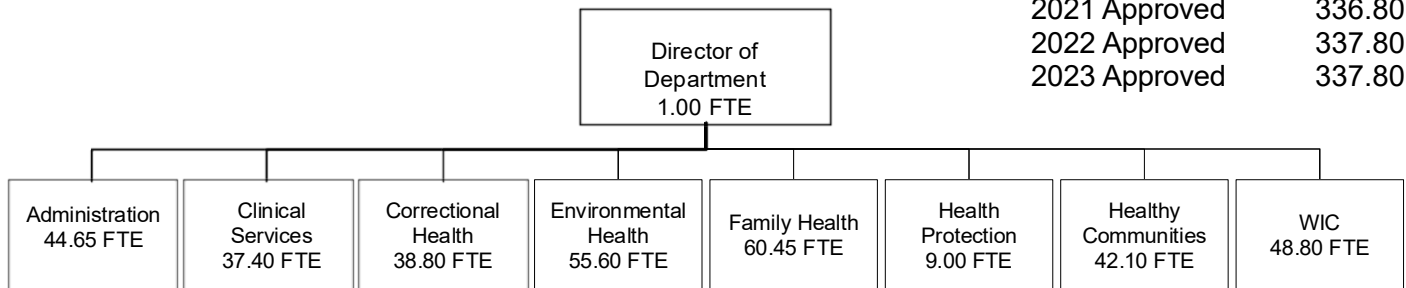 2021 Approved 336.80
2022 Approved 337.80
2023 Approved 337.80
Director of
Department
1.00 FTE
Administration
44.65 FTE
Clinical
Services
37.40 FTE
Correctional
Health
38.80 FTE
Environmental
Health
55.60 FTE
Family Health
60.45 FTE
Health
Protection
9.00 FTE
Healthy
Communities
42.10 FTE
WIC
48.80 FTE